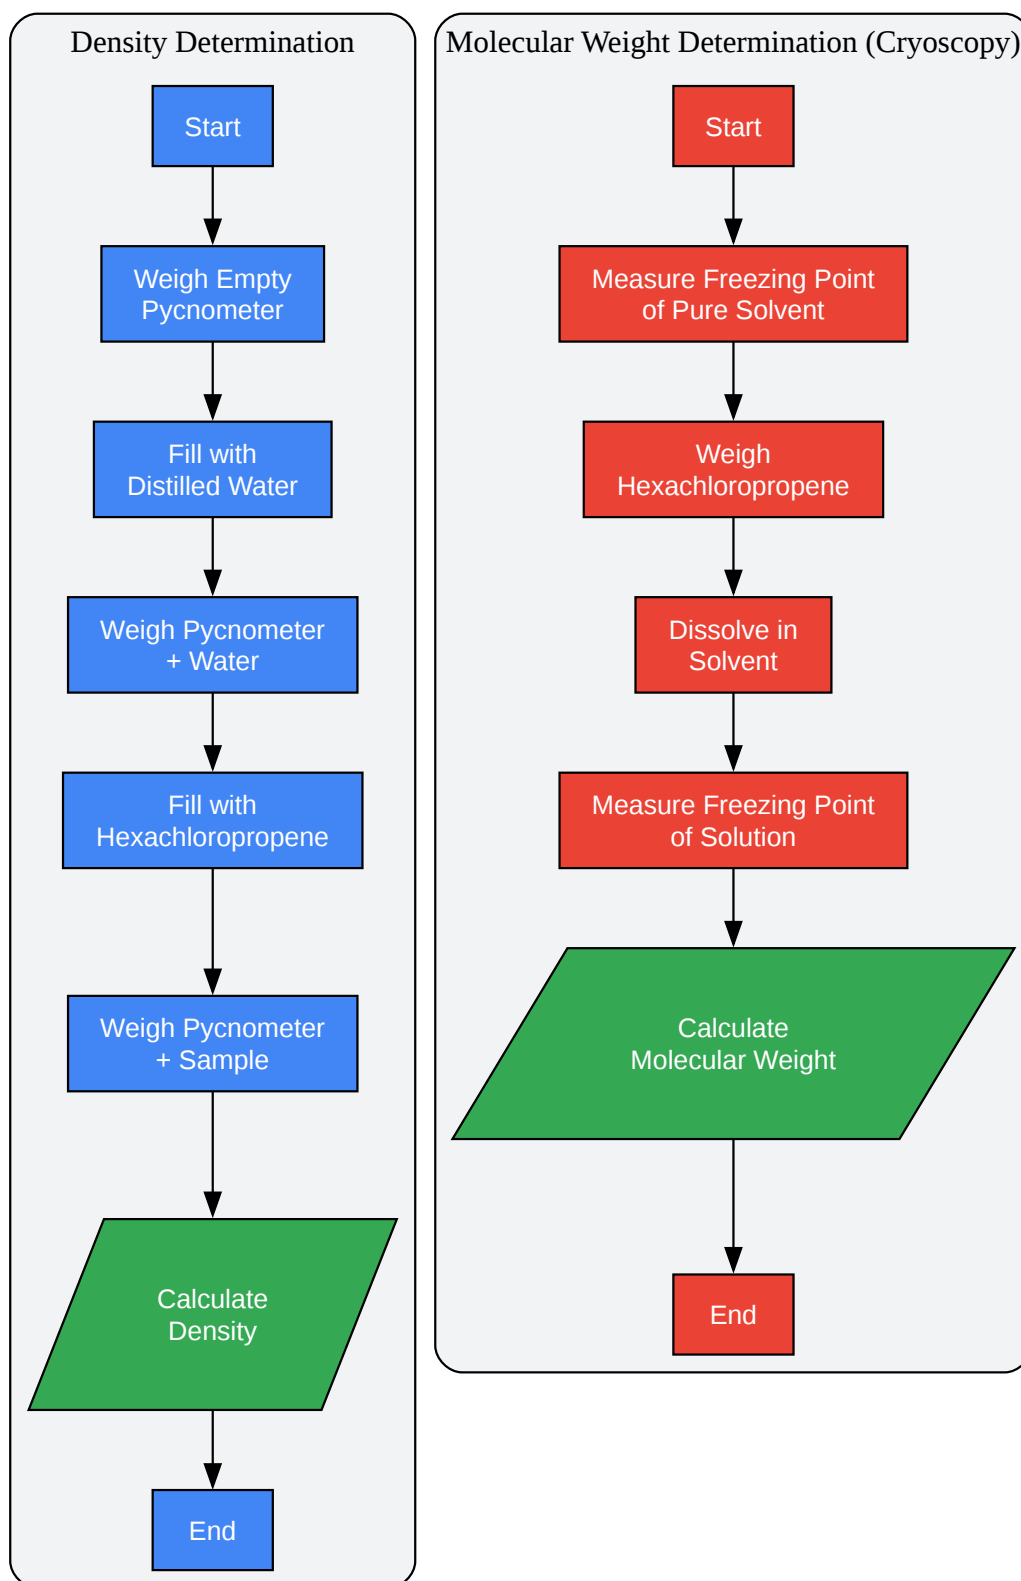 Density Determination
Start
Weigh Empty
Pycnometer
Fill with
Distilled Water
Weigh Pycnometer
+ Water
Fill with
Hexachloropropene
Weigh Pycnometer
+ Sample
Calculate
Density
End
Molecular Weight Determination (Cryoscopy)
Start
Measure Freezing Point
of Pure Solvent
Weigh
Hexachloropropene
Dissolve in
Solvent
Measure Freezing Point
of Solution
Calculate
Molecular Weight
End